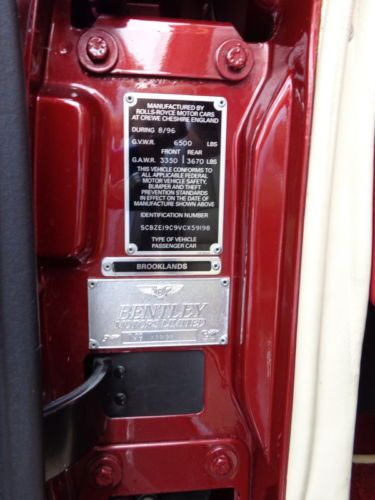 MANUFACTURED BY
ROLLS-ROYCE MOTOR CARS
AT CREWE CHESHIRE ENGLAND
DURING 8/96
G.V.W.R. 6500 LBS
FRONT REAR
G.A.W.R. 3350 3670 LBS
THIS VEHICLE CONFORMS TO
ALL APPLICABLE FEDERAL
MOTOR VEHICLE SAFETY,
BUMPER AND THEFT
PREVENTION STANDARDS
IN EFFECT ON THE DATE OF
MANUFACTURE SHOWN ABOVE
IDENTIFICATION NUMBER
SCBZE19C9VCX59198
TYPE OF VEHICLE
PASSENGER CAR
BROOKLANDS
BENTLEY
MOTORS LIMITED